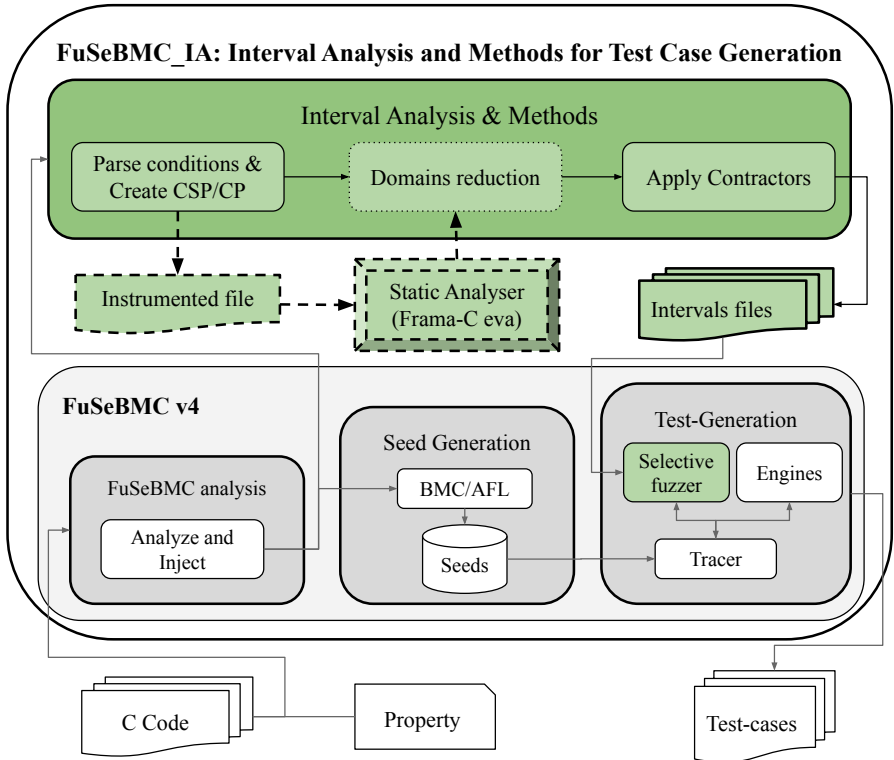 FuSeBMC_IA: Interval Analysis and Methods for Test Case Generation
Interval Analysis & Methods
Parse conditions &
Create CSP/CP
Domains reduction
Apply Contractors
Instrumented file
Static Analyser
(Frama-C eva)
Intervals files
FuSeBMC v4
FuSeBMC analysis
Analyze and
Inject
Seed Generation
BMC/AFL
Seeds
Test-Generation
Selective
fuzzer
Engines
Tracer
C Code
Property
Test-cases